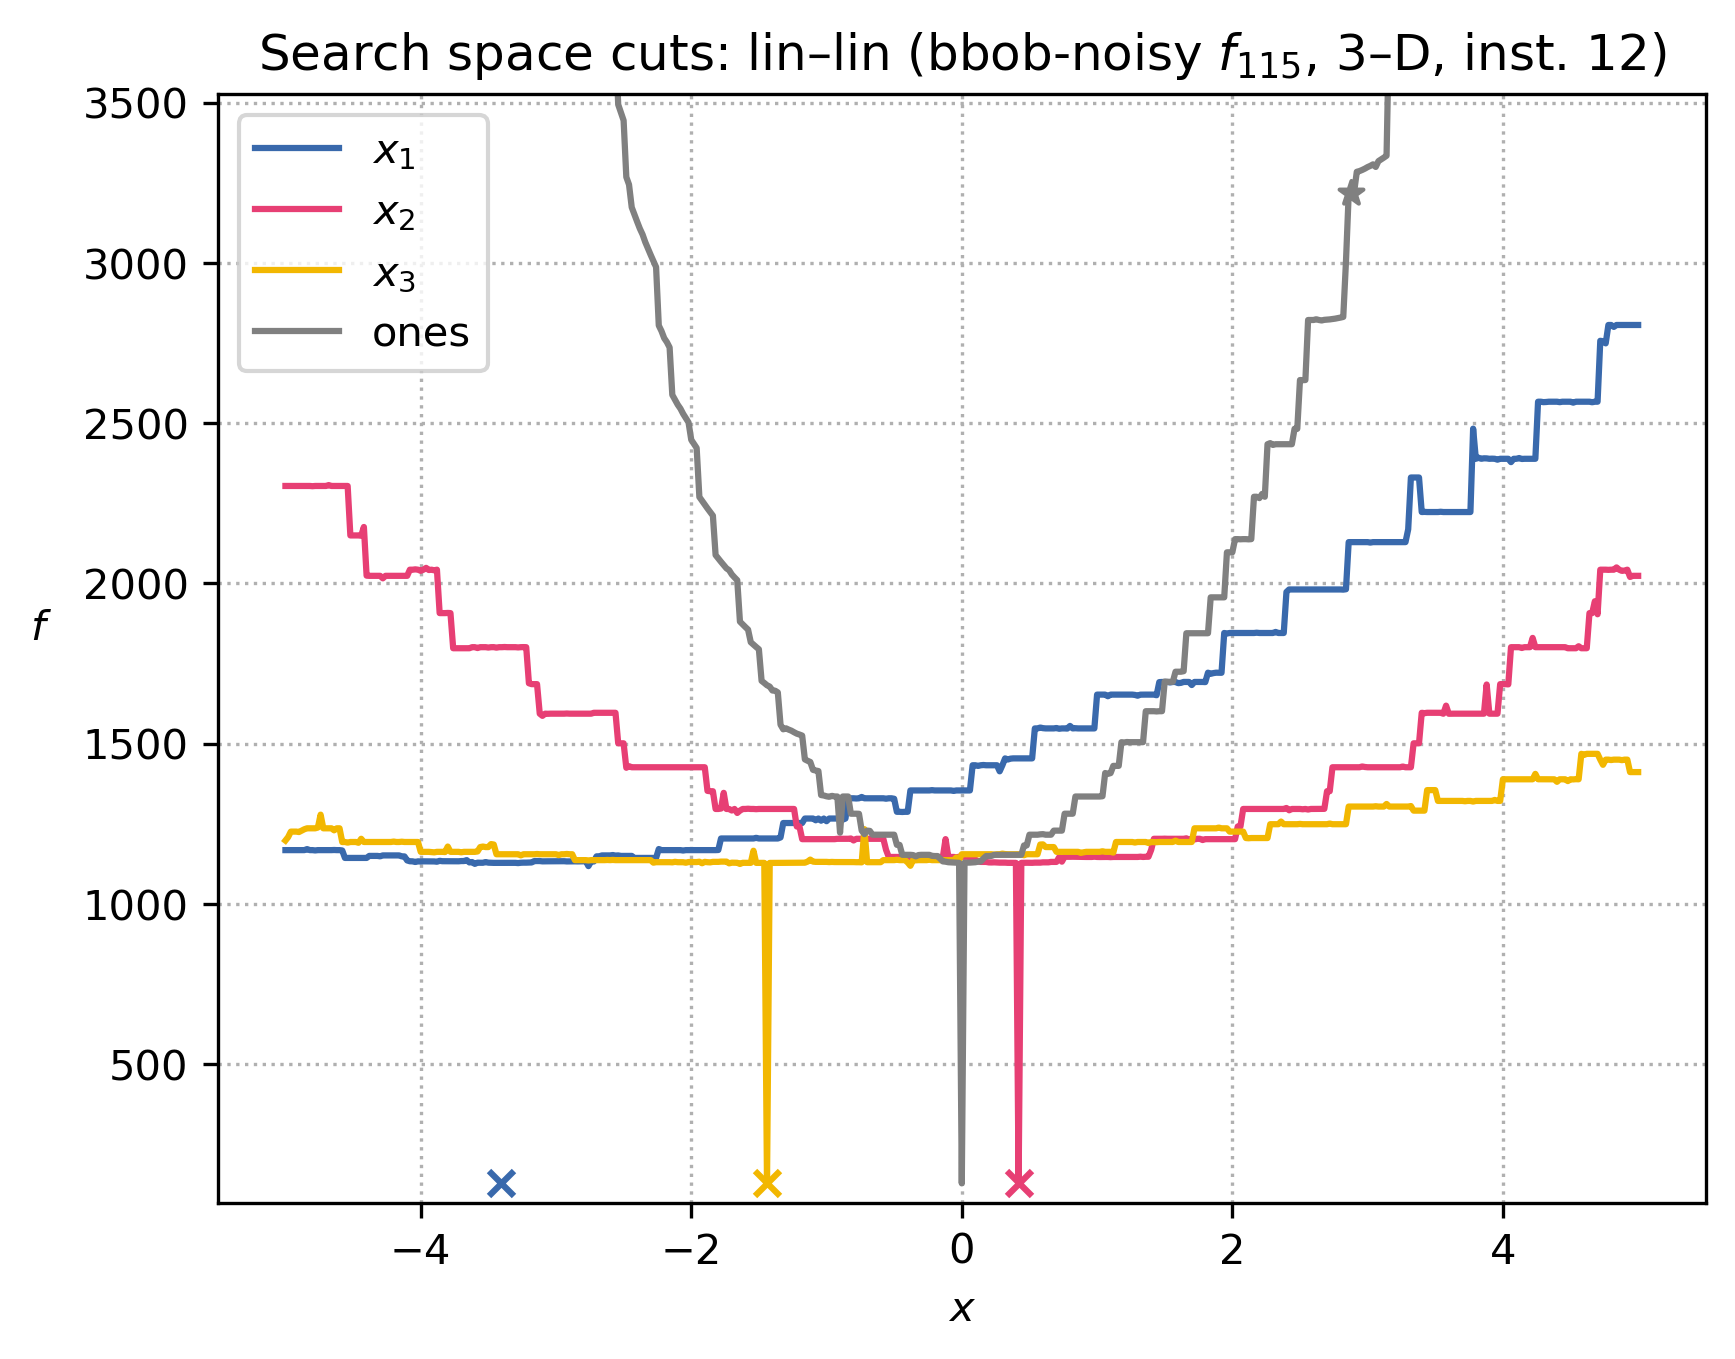 Search space cuts: lin–lin (bbob-noisy f₁₁₅, 3–D, inst. 12)
3500
3000
2500
2000
1500
1000
500
f
x₁
x₂
x₃
ones
−4 −2 0 2 4
x